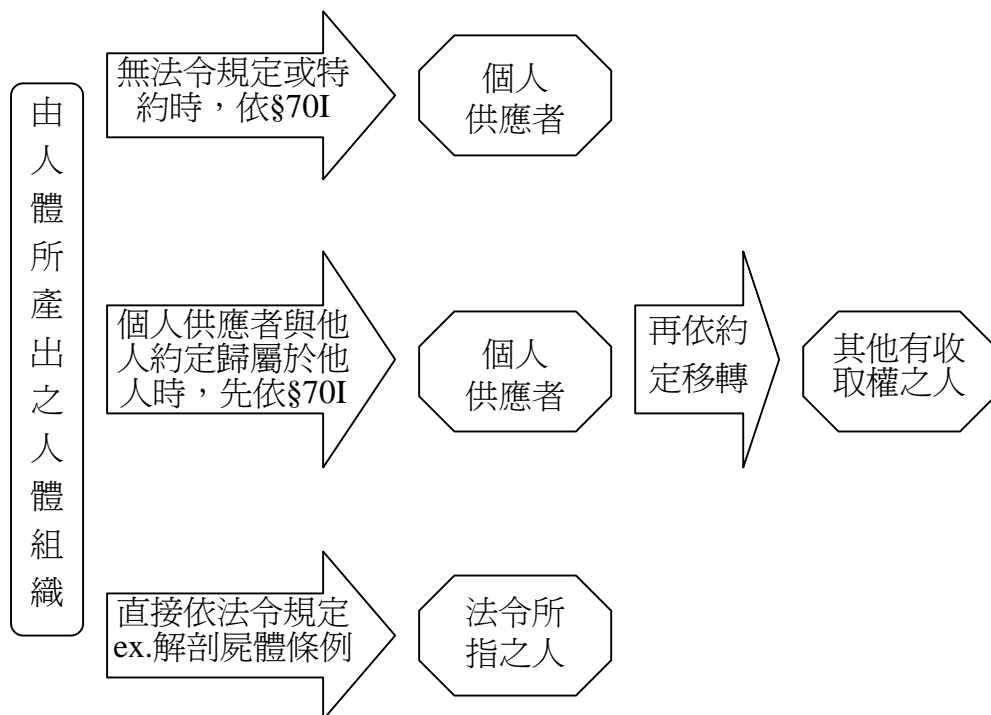 由人體所產出之人體組織
無法令規定或特
約時，依§70I
個人
供應者
個人供應者與他
人約定歸屬於他
人時，先依§70I
個人
供應者
再依約
定移轉
其他有收
取權之人
直接依法令規定
ex.解剖屍體條例
法令所
指之人